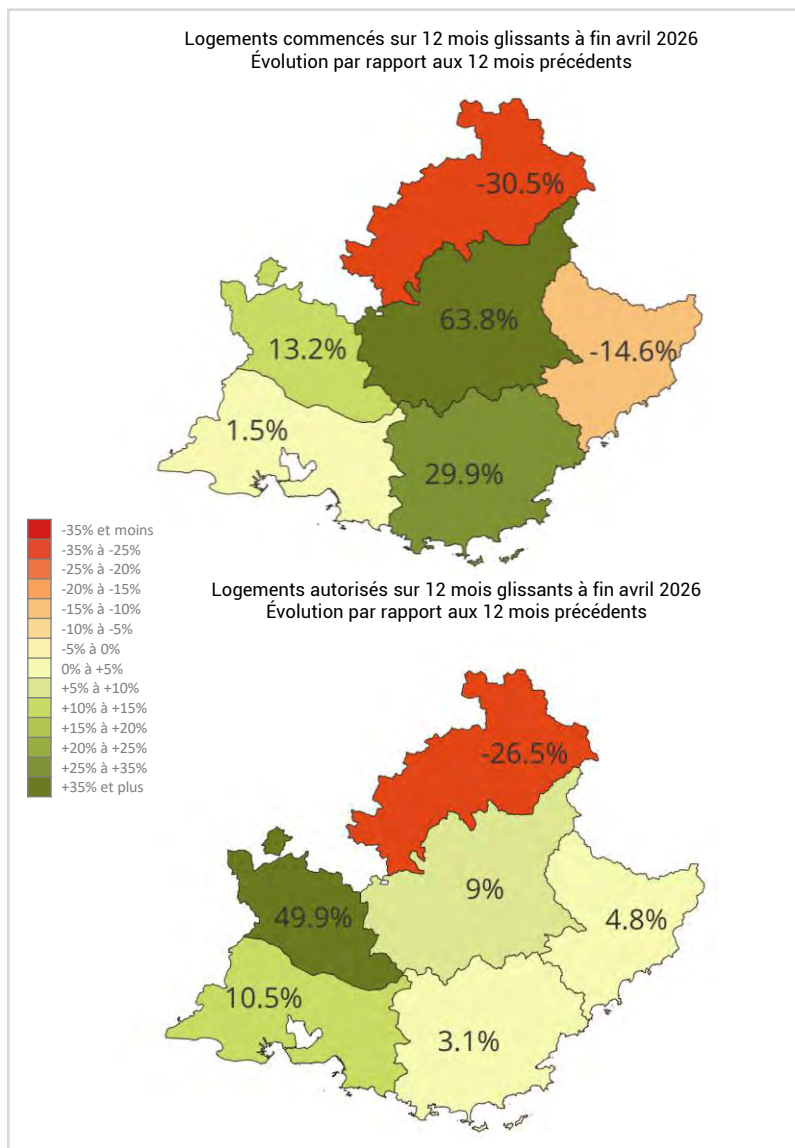 Logements commencés sur 12 mois glissants à fin avril 2026
Évolution par rapport aux 12 mois précédents
-30.5%
63.8%
13.2%
-14.6%
1.5%
29.9%
-35% et moins
-35% à -25%
-25% à -20%
-20% à -15%
-15% à -10%
-10% à -5%
-5% à 0%
0% à +5%
+5% à +10%
+10% à +15%
+15% à +20%
+20% à +25%
+25% à +35%
+35% et plus
Logements autorisés sur 12 mois glissants à fin avril 2026
Évolution par rapport aux 12 mois précédents
-26.5%
9%
49.9%
4.8%
10.5%
3.1%